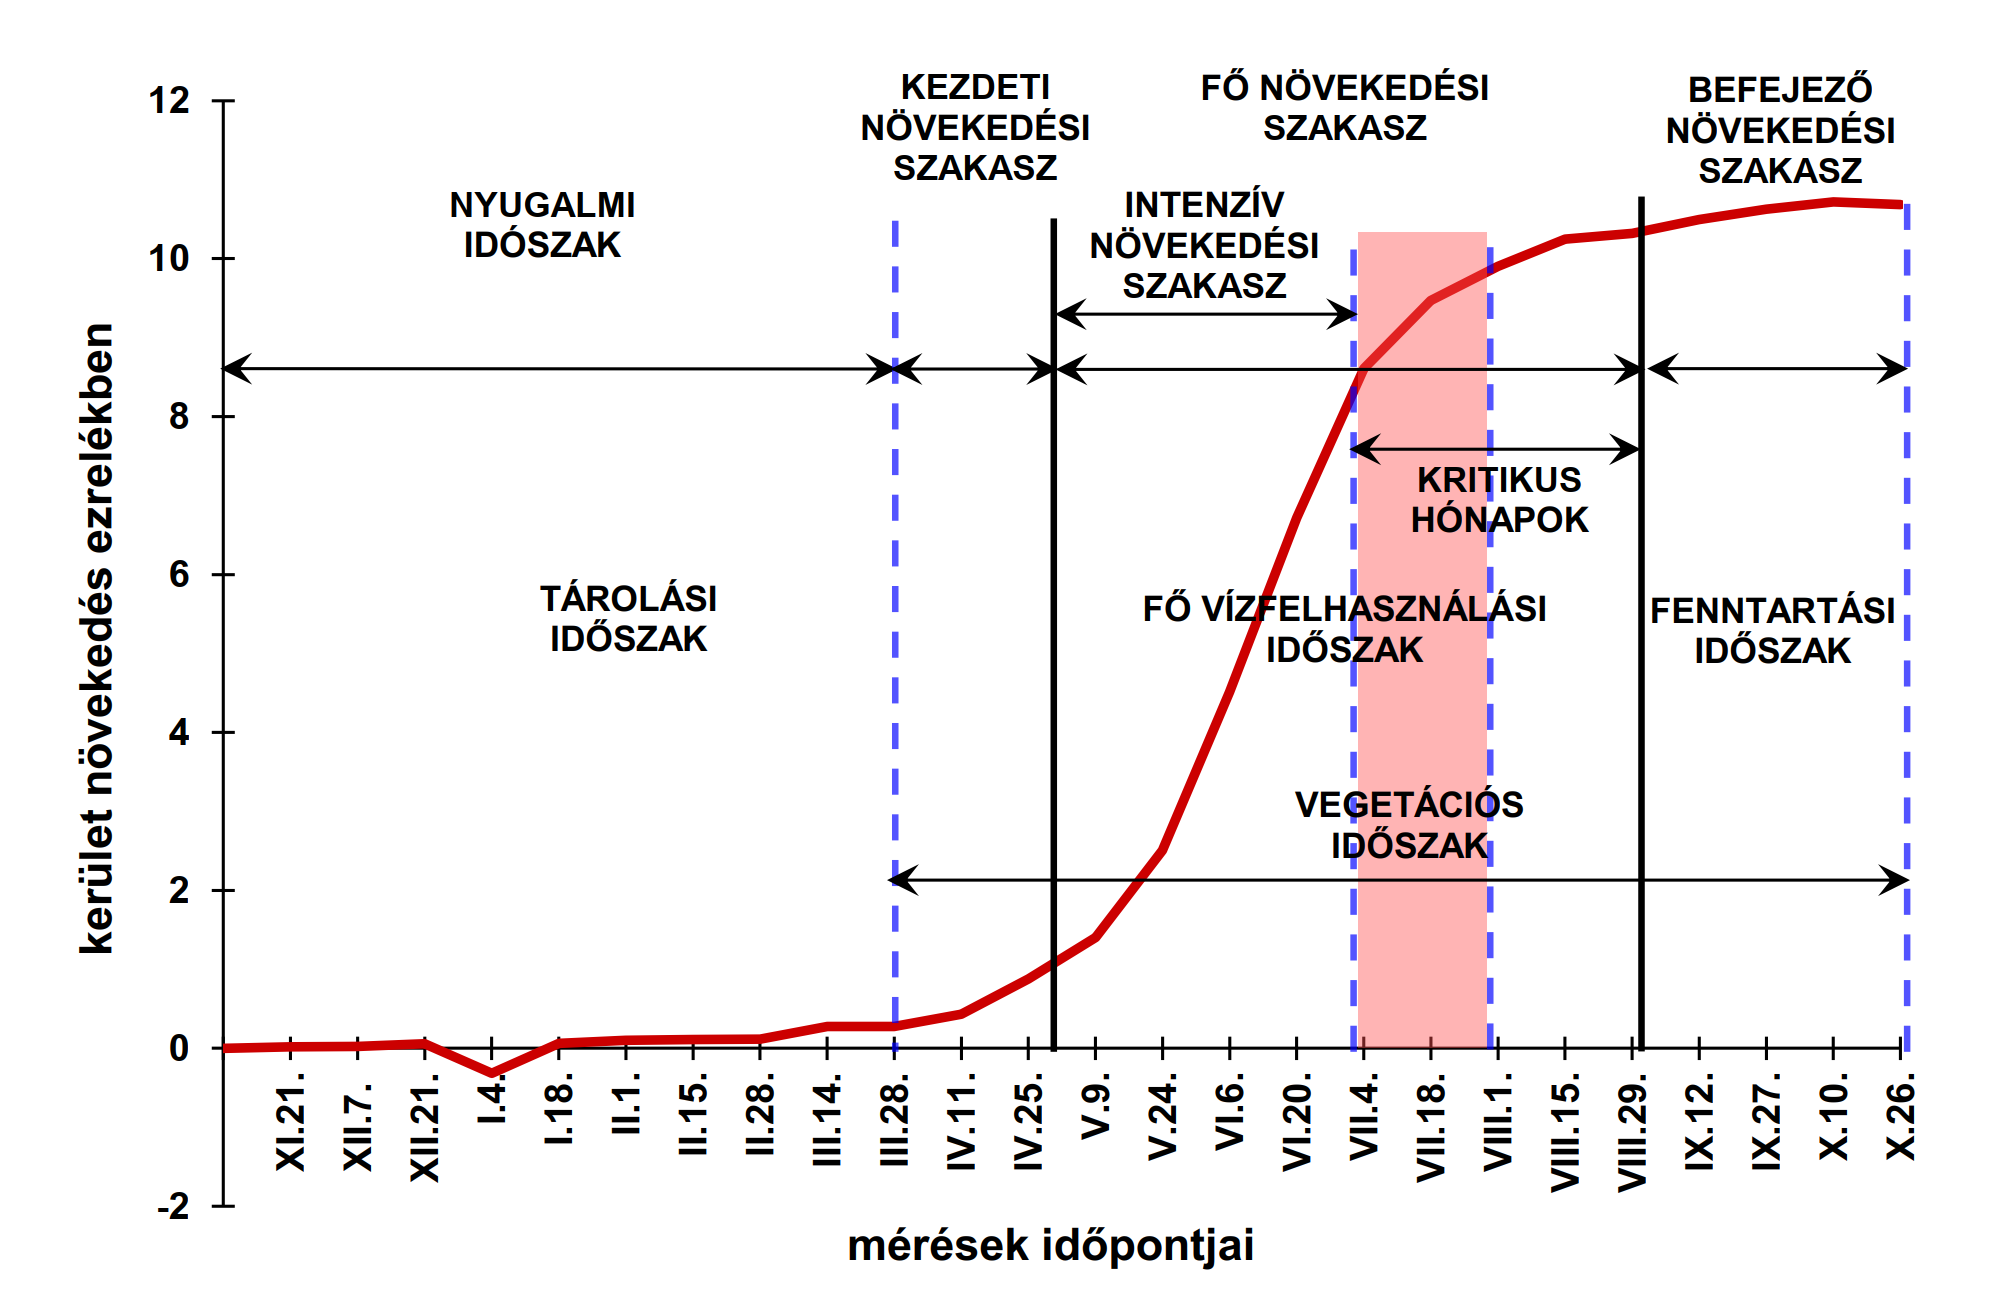 KEZDETI
NÖVEKEDÉSI
SZAKASZ
FŐ NÖVEKEDÉSI
SZAKASZ
BEFEJEZŐ
NÖVEKEDÉSI
SZAKASZ
NYUGALMI
IDŐSZAK
INTENZÍV
NÖVEKEDÉSI
SZAKASZ
KRITIKUS
HÓNAPOK
TÁROLÁSI
IDŐSZAK
FŐ VÍZFELHASZNÁLÁSI
IDŐSZAK
FENNTARTÁSI
IDŐSZAK
VEGETÁCIÓS
IDŐSZAK
kerület növekedés ezrelékben
12
10
8
6
4
2
0
-2
XI.21.
XII.7.
XII.21.
I.4.
I.18.
II.1.
II.15.
II.28.
III.14.
III.28.
IV.11.
IV.25.
V.9.
V.24.
VI.6.
VI.20.
VII.4.
VII.18.
VIII.1.
VIII.15.
VIII.29.
IX.12.
IX.27.
X.10.
X.26.
mérések időpontjai